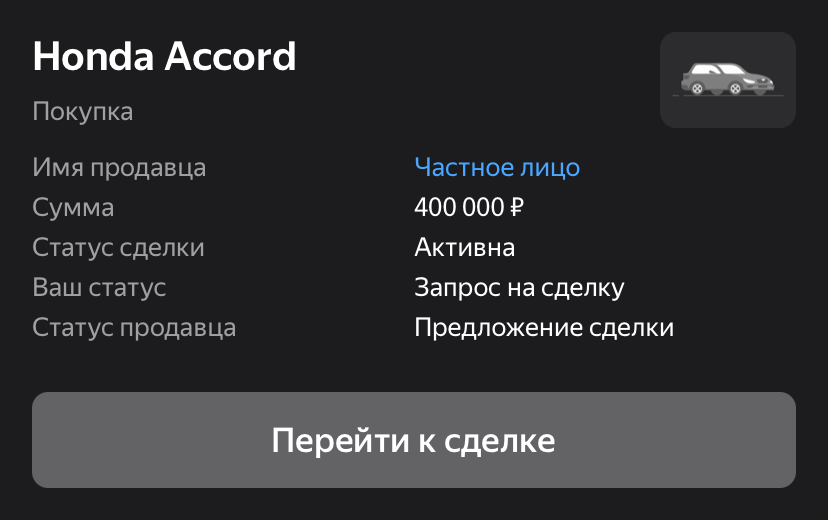 Honda Accord
Покупка
Имя продавца Частное лицо
Сумма 400 000 ₽
Статус сделки Активна
Ваш статус Запрос на сделку
Статус продавца Предложение сделки
Перейти к сделке